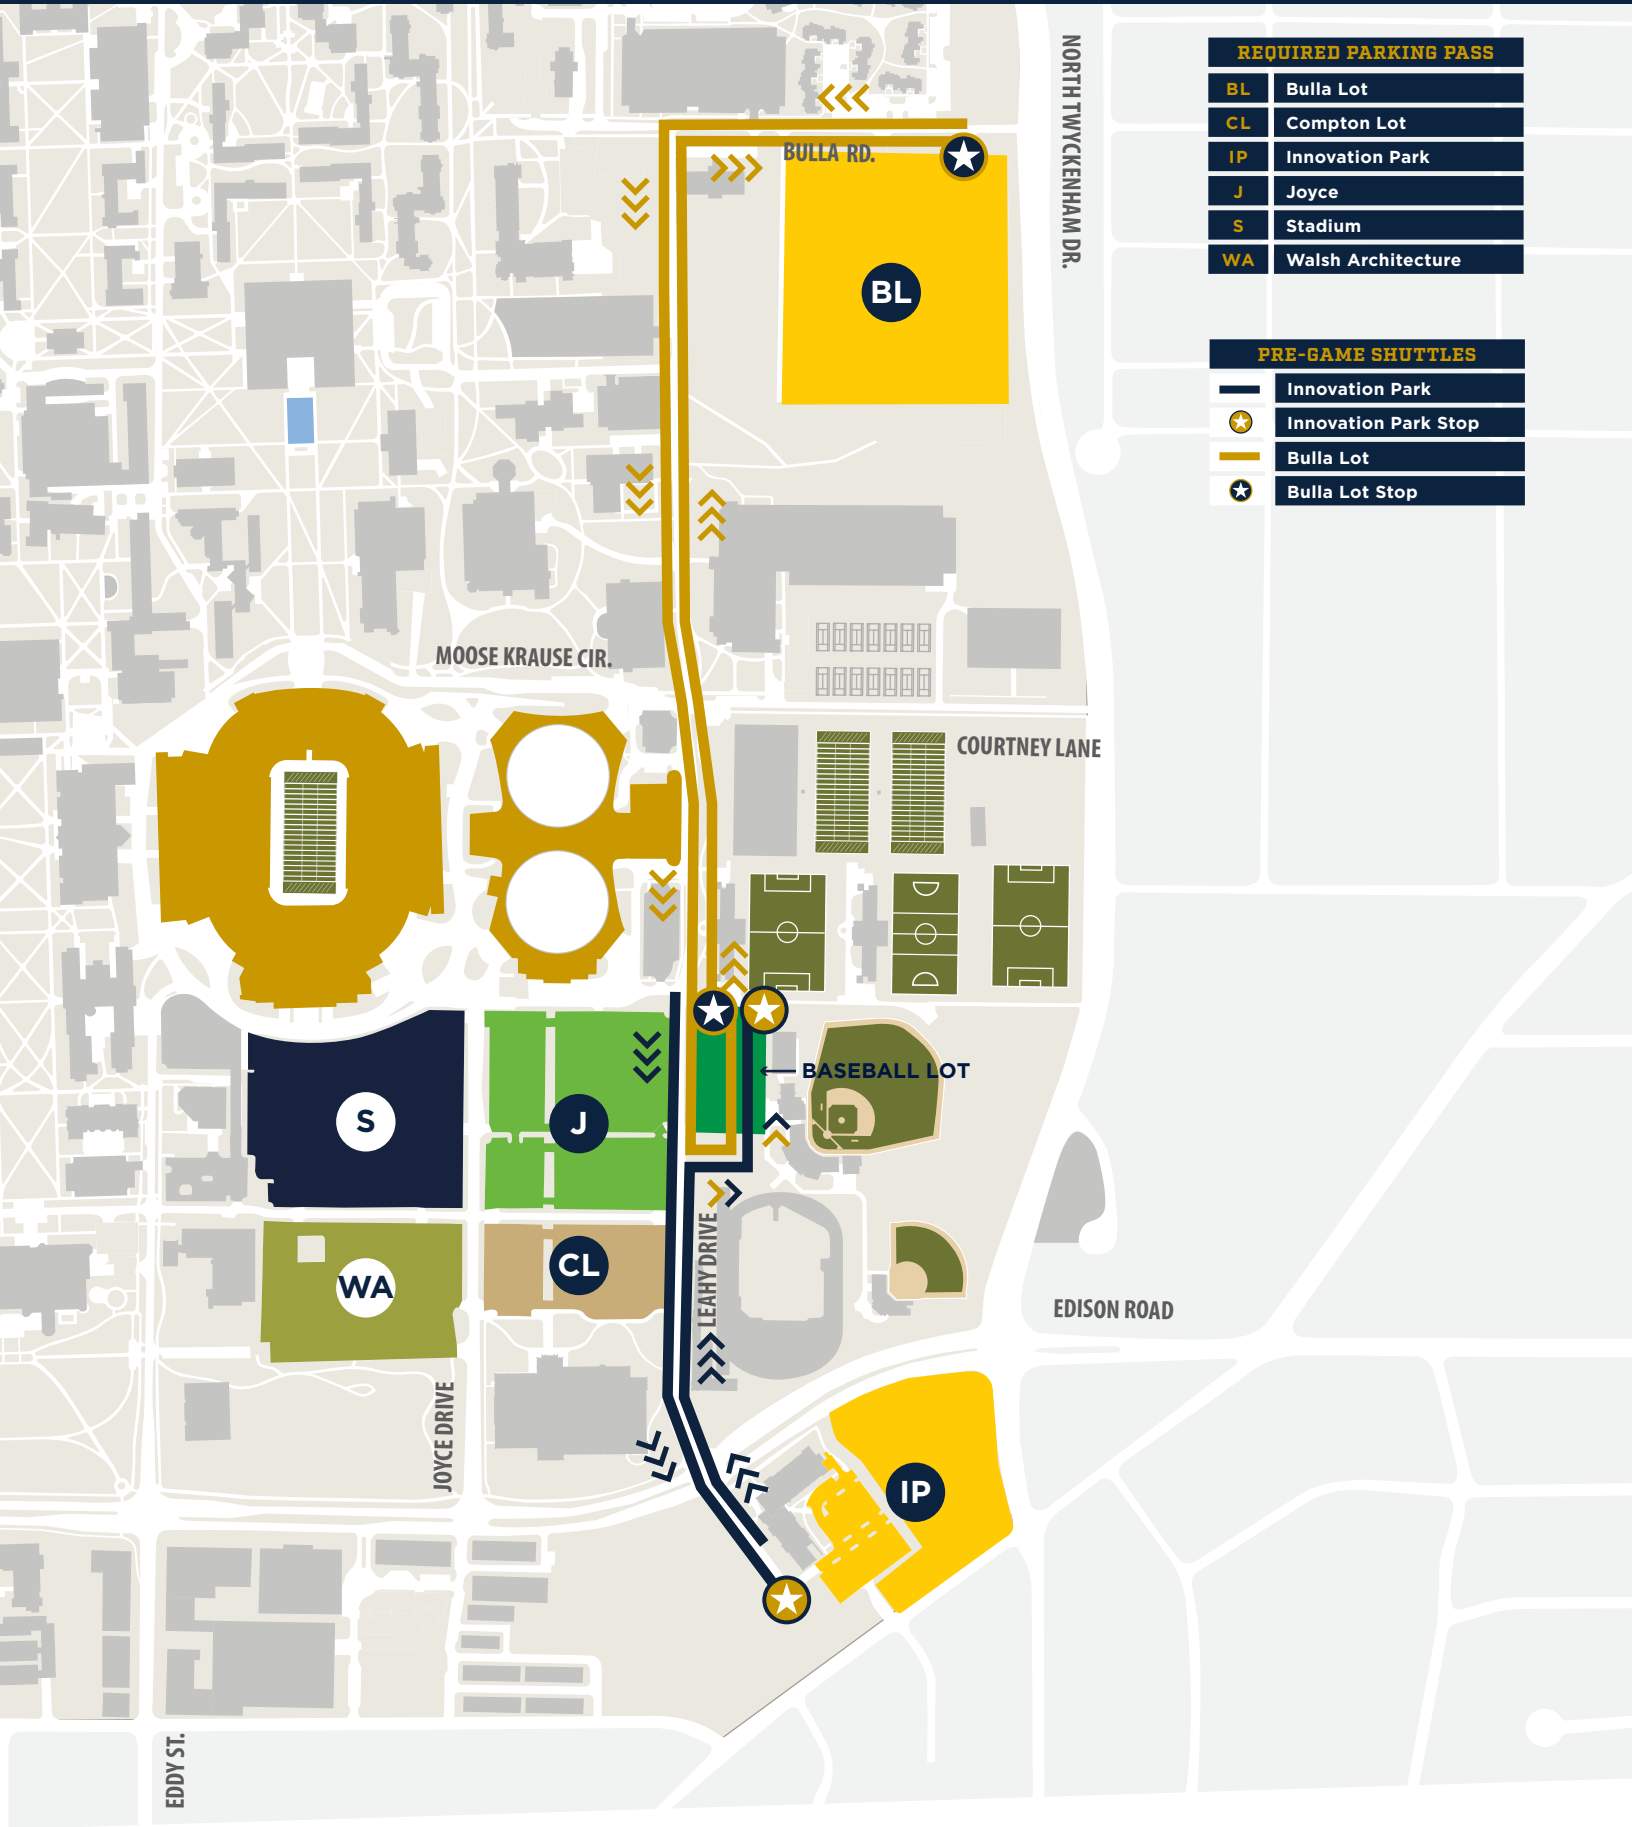 REQUIRED PARKING PASS
BL Bulla Lot
CL Compton Lot
IP Innovation Park
J Joyce
S Stadium
WA Walsh Architecture
PRE-GAME SHUTTLES
Innovation Park
Innovation Park Stop
Bulla Lot
Bulla Lot Stop
NORTH TWYCKENHAM DR.
BULLA RD.
BL
MOOSE KRAUSE CIR.
COURTNEY LANE
BASEBALL LOT
S
J
WA
CL
LEAHY DRIVE
EDISON ROAD
JOYCE DRIVE
IP
EDDY ST.